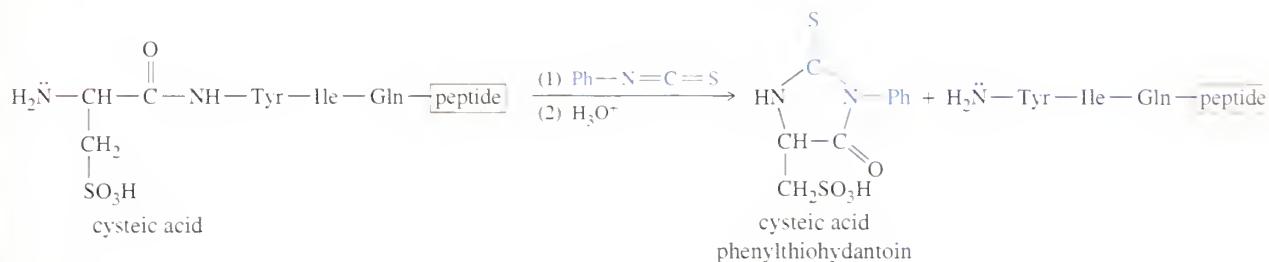 O S
H₂N̈—CH—C—NH—Tyr—Ile—Gln—peptide (1) Ph—N=C=S HN C N—Ph + H₂N̈—Tyr—Ile—Gln—peptide
(2) H₃O⁺
CH₂ CH—C O
SO₃H CH₂SO₃H
cysteic acid cysteic acid
phenylthiohydantoin